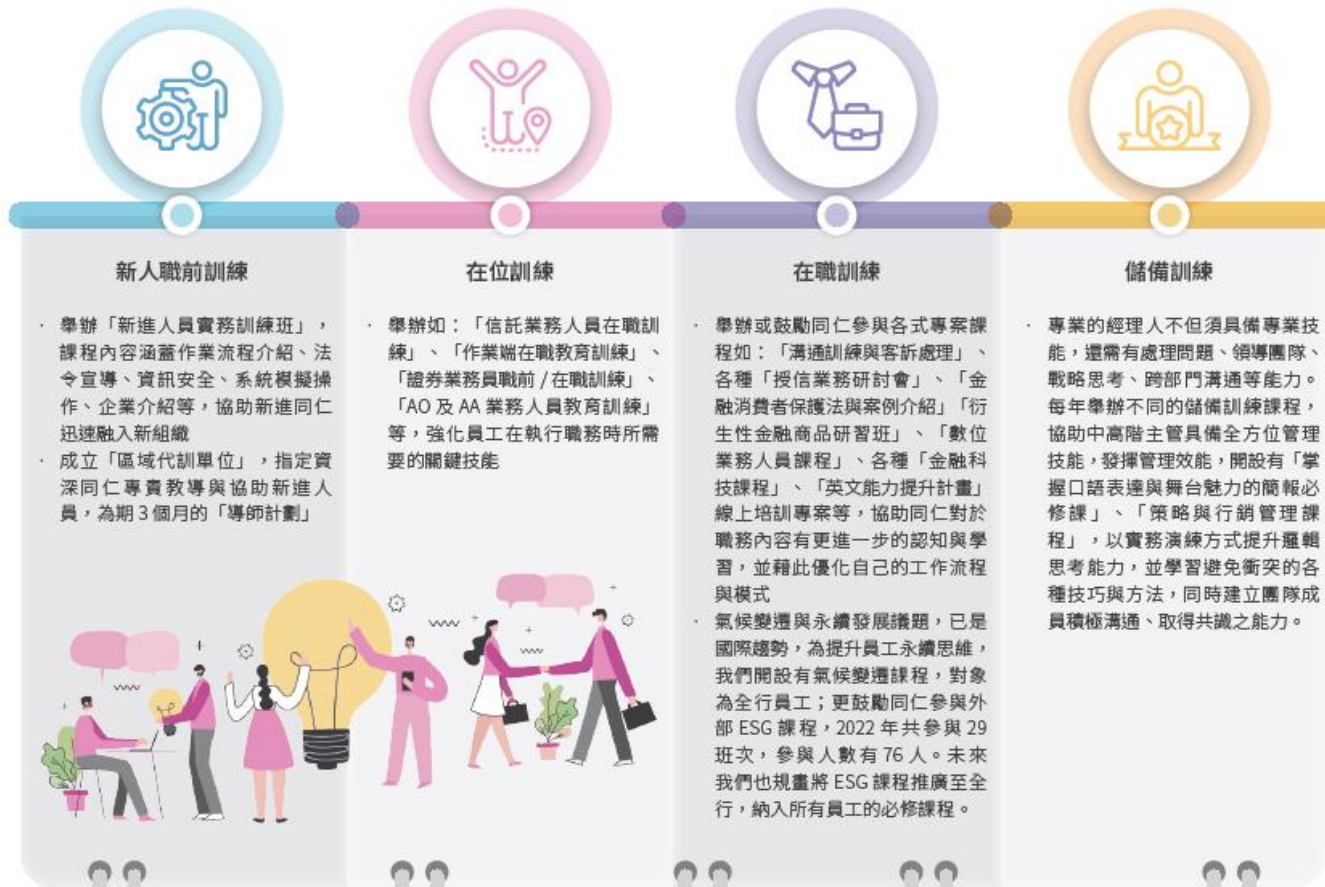 新人職前訓練
· 舉辦「新進人員實務訓練班」，
課程內容涵蓋作業流程介紹、法
令宣導、資訊安全、系統模擬操
作、企業介紹等，協助新進同仁
迅速融入新組織
· 成立「區域代訓單位」，指定資
深同仁專責教導與協助新進人
員，為期 3 個月的「導師計劃」
在位訓練
· 舉辦如：「信託業務人員在職訓
練」、「作業端在職教育訓練」、
「證券業務員職前 / 在職訓練」、
「AO 及 AA 業務人員教育訓練」
等，強化員工在執行職務時所需
要的關鍵技能
在職訓練
· 舉辦或鼓勵同仁參與各式專案課
程如：「溝通訓練與客訴處理」、
各種「授信業務研討會」、「金
融消費者保護法與案例介紹」「衍
生性金融商品研習班」、「數位
業務人員課程」、各種「金融科
技課程」、「英文能力提升計畫」
線上培訓專案等，協助同仁對於
職務內容有更進一步的認知與學
習，並藉此優化自己的工作流程
與模式
· 氣候變遷與永續發展議題，已是
國際趨勢，為提升員工永續思維，
我們開設有氣候變遷課程，對象
為全行員工；更鼓勵同仁參與外
部 ESG 課程，2022 年共參與 29
班次，參與人數有 76 人。未來
我們也規畫將 ESG 課程推廣至全
行，納入所有員工的必修課程。
儲備訓練
· 專業的經理人不但須具備專業技
能，還需有處理問題、領導團隊、
戰略思考、跨部門溝通等能力。
每年舉辦不同的儲備訓練課程，
協助中高階主管具備全方位管理
技能，發揮管理效能，開設有「掌
握口語表達與舞台魅力的簡報必
修課」、「策略與行銷管理課
程」，以實務演練方式提升邏輯
思考能力，並學習避免衝突的各
種技巧與方法，同時建立團隊成
員積極溝通、取得共識之能力。